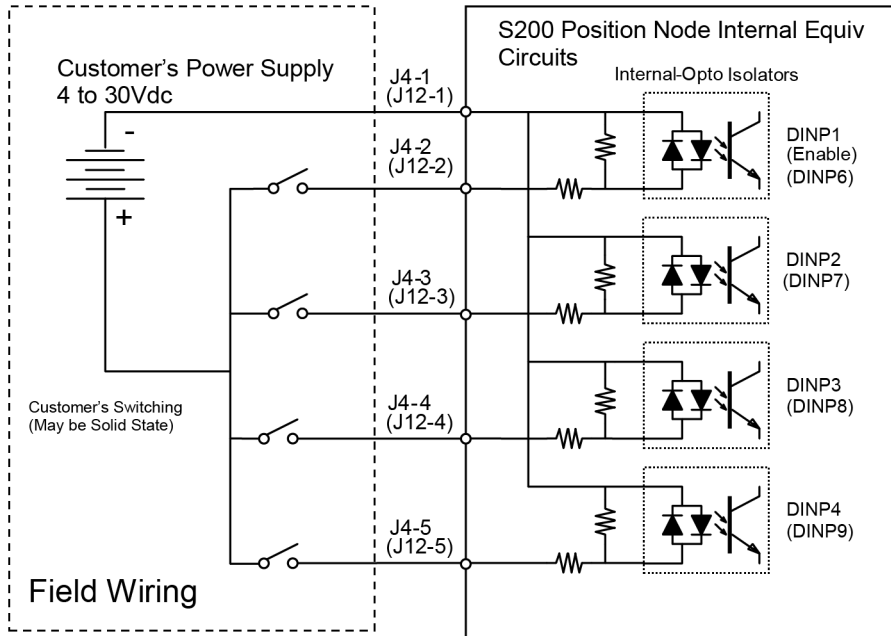 S200 Position Node Internal Equiv
Circuits
Customer's Power Supply
4 to 30Vdc
Internal-Opto Isolators
J4-1
(J12-1)
-
+
J4-2
(J12-2)
DINP1
(Enable)
(DINP6)
J4-3
(J12-3)
DINP2
(DINP7)
Customer's Switching
(May be Solid State)
J4-4
(J12-4)
DINP3
(DINP8)
J4-5
(J12-5)
DINP4
(DINP9)
Field Wiring